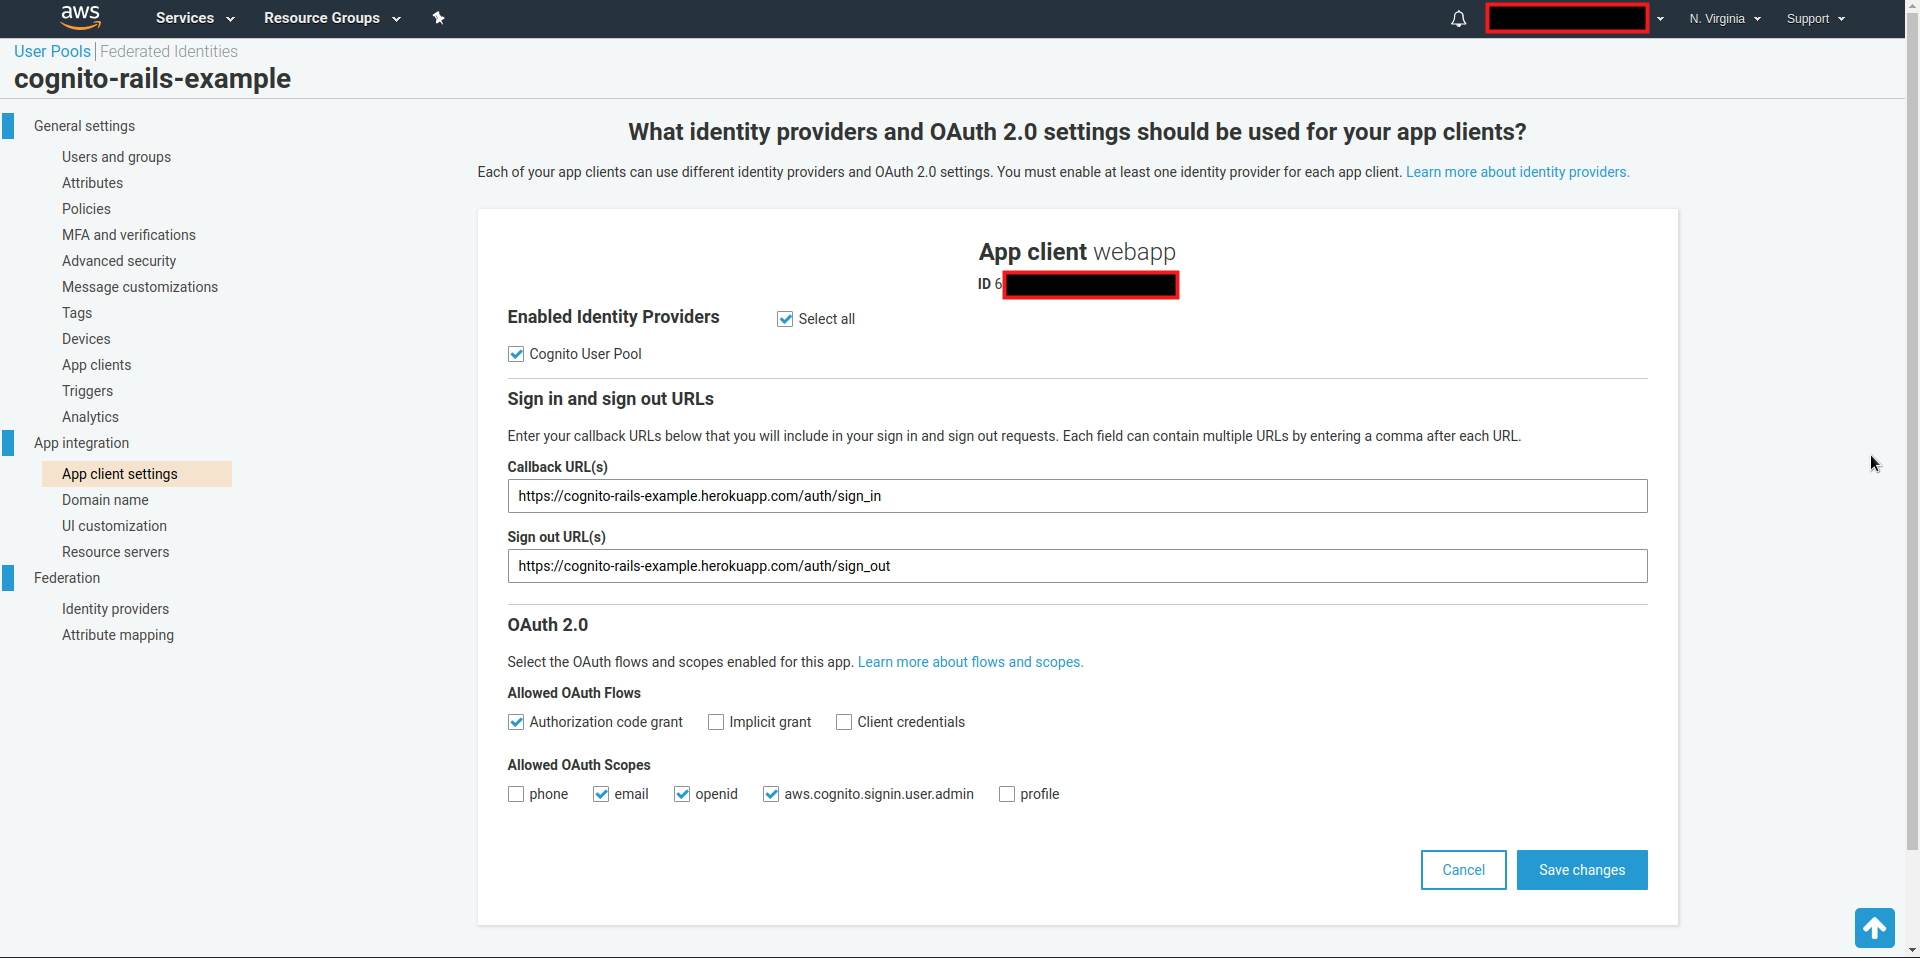 aws Services Resource Groups N. Virginia Support
User Pools Federated Identities
cognito-rails-example
General settings
Users and groups
Attributes
Policies
MFA and verifications
Advanced security
Message customizations
Tags
Devices
App clients
Triggers
Analytics
App integration
App client settings
Domain name
UI customization
Resource servers
Federation
Identity providers
Attribute mapping
What identity providers and OAuth 2.0 settings should be used for your app clients?
Each of your app clients can use different identity providers and OAuth 2.0 settings. You must enable at least one identity provider for each app client. Learn more about identity providers.
App client webapp
ID 6
Enabled Identity Providers Select all
Cognito User Pool
Sign in and sign out URLs
Enter your callback URLs below that you will include in your sign in and sign out requests. Each field can contain multiple URLs by entering a comma after each URL.
Callback URL(s)
https://cognito-rails-example.herokuapp.com/auth/sign_in
Sign out URL(s)
https://cognito-rails-example.herokuapp.com/auth/sign_out
OAuth 2.0
Select the OAuth flows and scopes enabled for this app. Learn more about flows and scopes.
Allowed OAuth Flows
Authorization code grant Implicit grant Client credentials
Allowed OAuth Scopes
phone email openid aws.cognito.signin.user.admin profile
Cancel Save changes